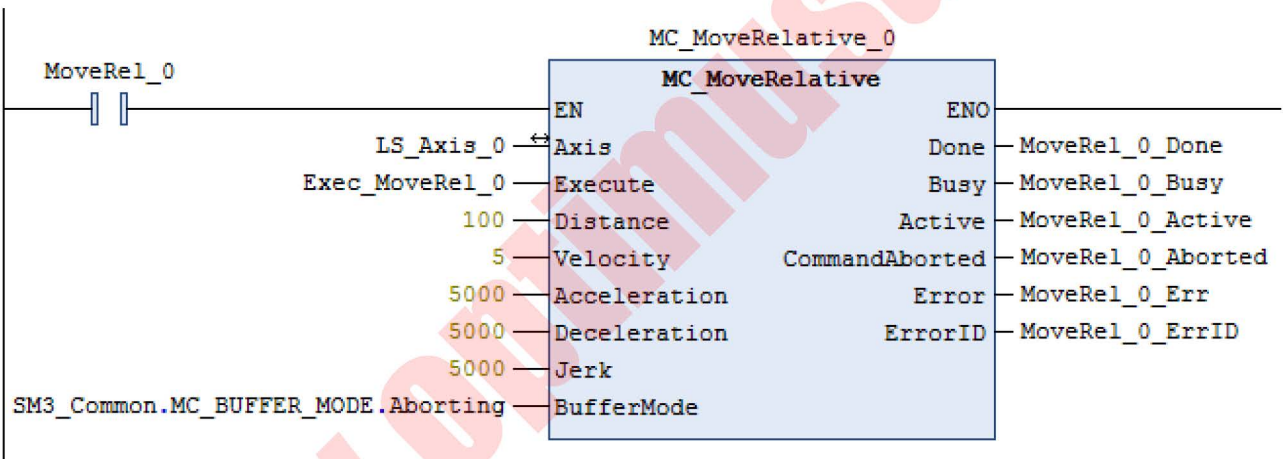 MC_MoveRelative_0
MoveRel_0
MC_MoveRelative
EN ENO
LS_Axis_0 Axis Done MoveRel_0_Done
Exec_MoveRel_0 Execute Busy MoveRel_0_Busy
100 Distance Active MoveRel_0_Active
5 Velocity CommandAborted MoveRel_0_Aborted
5000 Acceleration Error MoveRel_0_Err
5000 Deceleration ErrorID MoveRel_0_ErrID
5000 Jerk
SM3_Common.MC_BUFFER_MODE.Aborting BufferMode